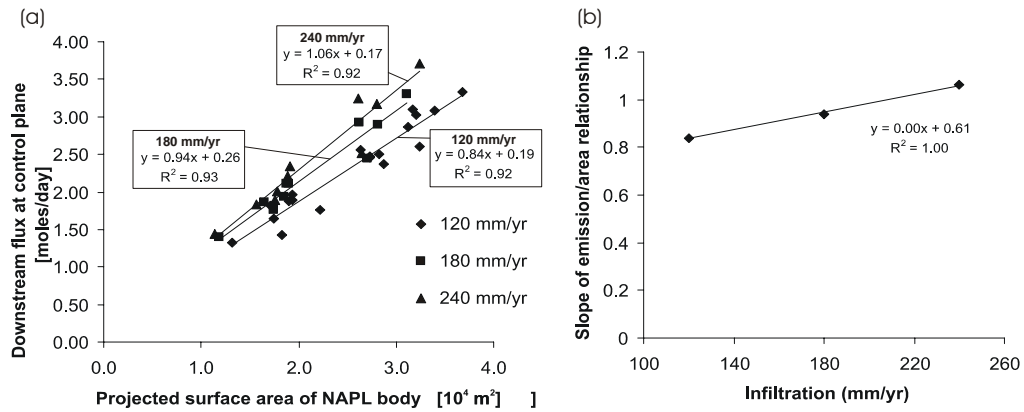 (a)
Downstream flux at control plane
[moles/day]
4.00
3.50
3.00
2.50
2.00
1.50
1.00
0.50
0.00
0.0
1.0
2.0
3.0
4.0
Projected surface area of NAPL body [10⁴ m²] ]
240 mm/yr
y = 1.06x + 0.17
R² = 0.92
180 mm/yr
y = 0.94x + 0.26
R² = 0.93
120 mm/yr
y = 0.84x + 0.19
R² = 0.92
120 mm/yr
180 mm/yr
240 mm/yr
(b)
Slope of emission/area relationship
1.2
1
0.8
0.6
0.4
0.2
0
100
140
180
220
260
Infiltration (mm/yr)
y = 0.00x + 0.61
R² = 1.00